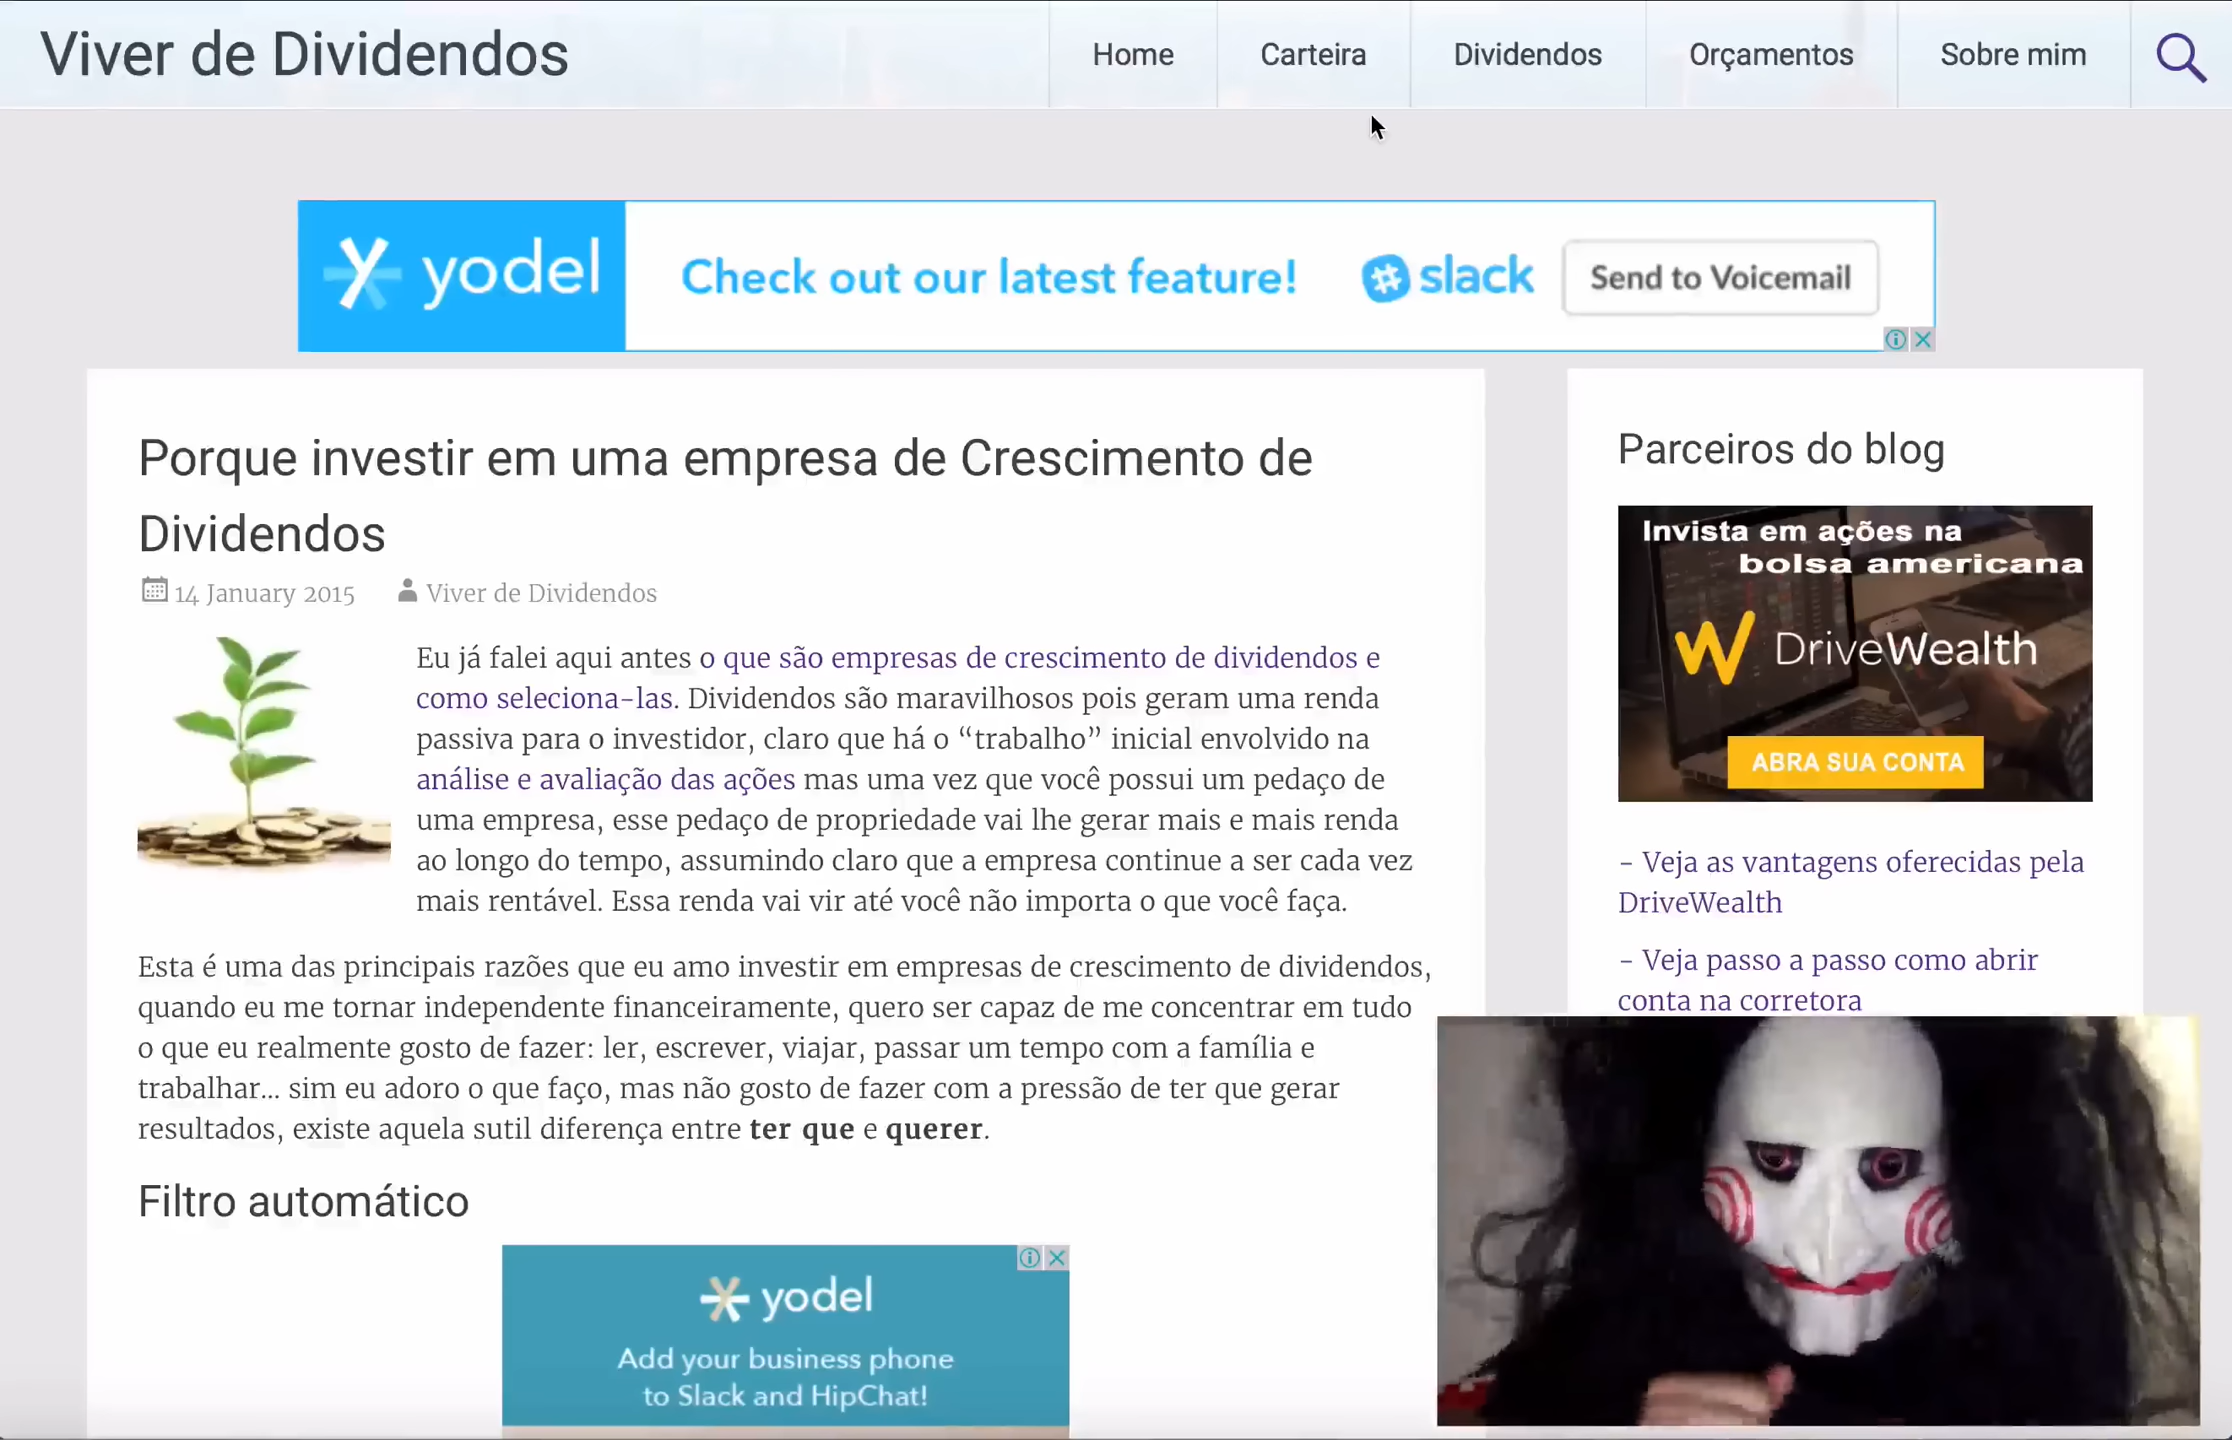 Viver de Dividendos
Home
Carteira
Dividendos
Orçamentos
Sobre mim
yodel
Check out our latest feature!
slack
Send to Voicemail
Porque investir em uma empresa de Crescimento de
Dividendos
14 January 2015
Viver de Dividendos
Eu já falei aqui antes o que são empresas de crescimento de dividendos e
como seleciona-las. Dividendos são maravilhosos pois geram uma renda
passiva para o investidor, claro que há o “trabalho” inicial envolvido na
análise e avaliação das ações mas uma vez que você possui um pedaço de
uma empresa, esse pedaço de propriedade vai lhe gerar mais e mais renda
ao longo do tempo, assumindo claro que a empresa continue a ser cada vez
mais rentável. Essa renda vai vir até você não importa o que você faça.
Esta é uma das principais razões que eu amo investir em empresas de crescimento de dividendos,
quando eu me tornar independente financeiramente, quero ser capaz de me concentrar em tudo
o que eu realmente gosto de fazer: ler, escrever, viajar, passar um tempo com a família e
trabalhar... sim eu adoro o que faço, mas não gosto de fazer com a pressão de ter que gerar
resultados, existe aquela sutil diferença entre ter que e querer.
Filtro automático
yodel
Add your business phone
to Slack and HipChat!
Parceiros do blog
Invista em ações na
bolsa americana
DriveWealth
ABRA SUA CONTA
- Veja as vantagens oferecidas pela
DriveWealth
- Veja passo a passo como abrir
conta na corretora